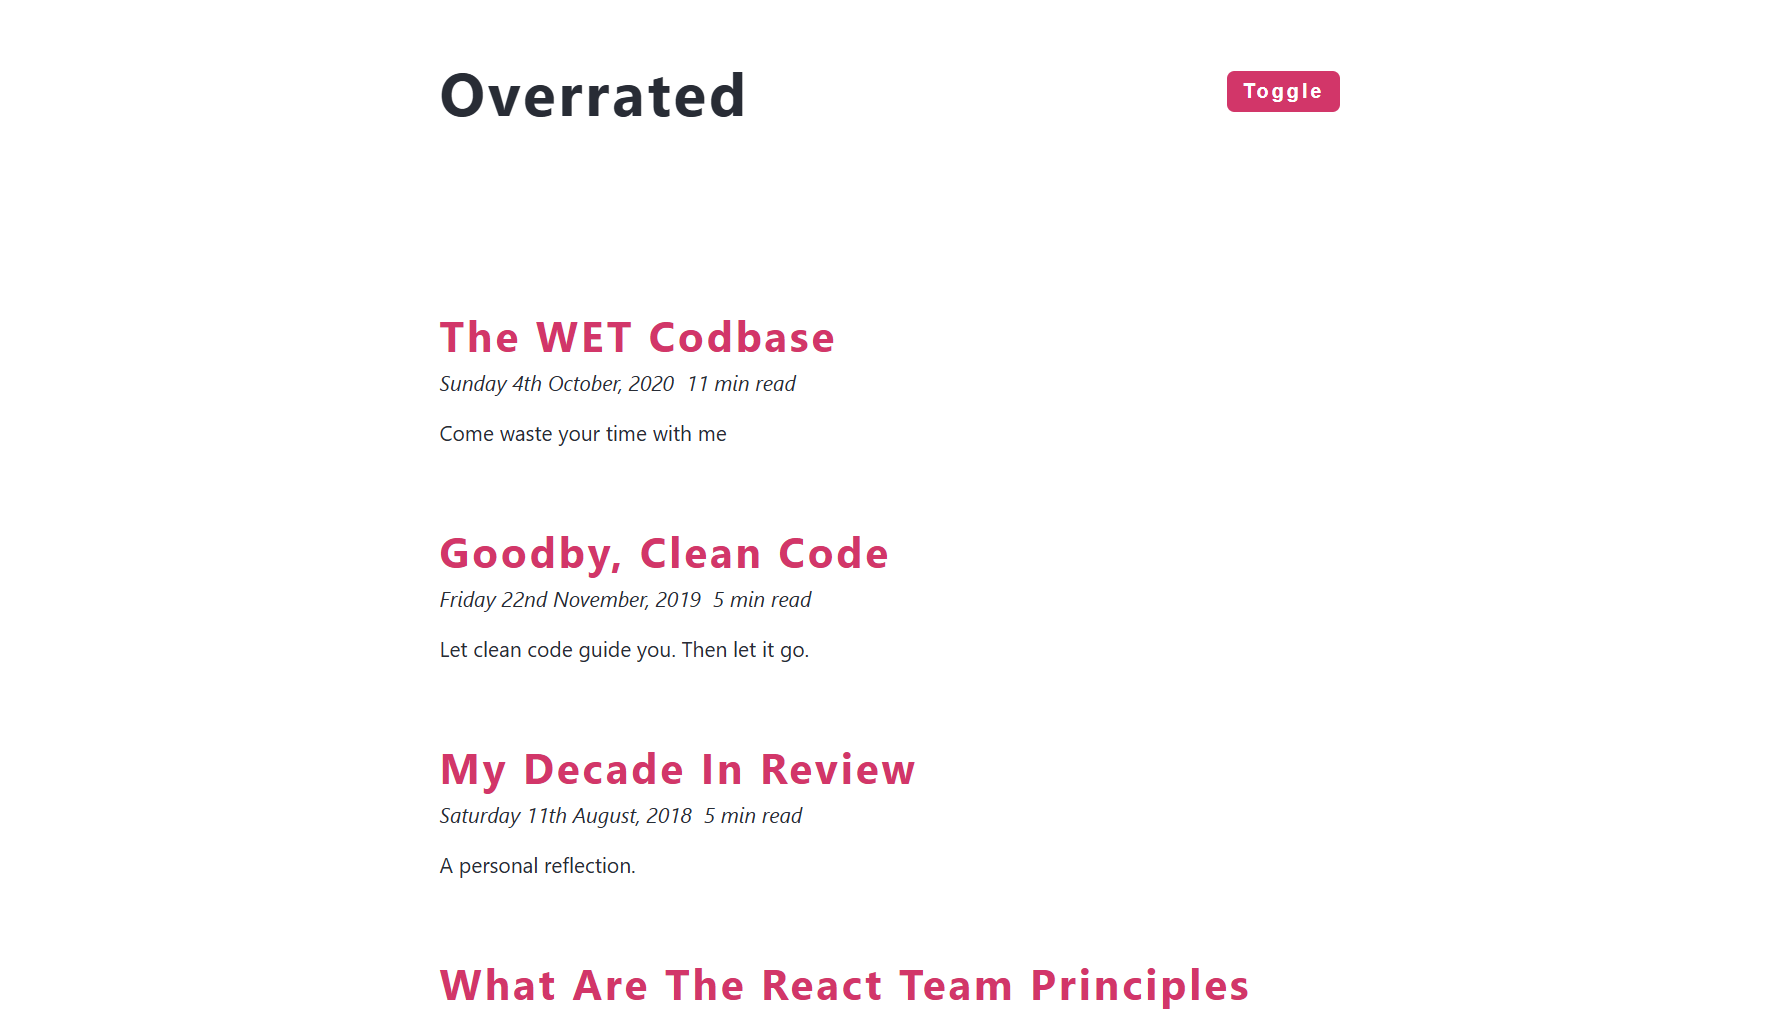 Overrated
Toggle
The WET Codbase
Sunday 4th October, 2020 11 min read
Come waste your time with me
Goodby, Clean Code
Friday 22nd November, 2019 5 min read
Let clean code guide you. Then let it go.
My Decade In Review
Saturday 11th August, 2018 5 min read
A personal reflection.
What Are The React Team Principles